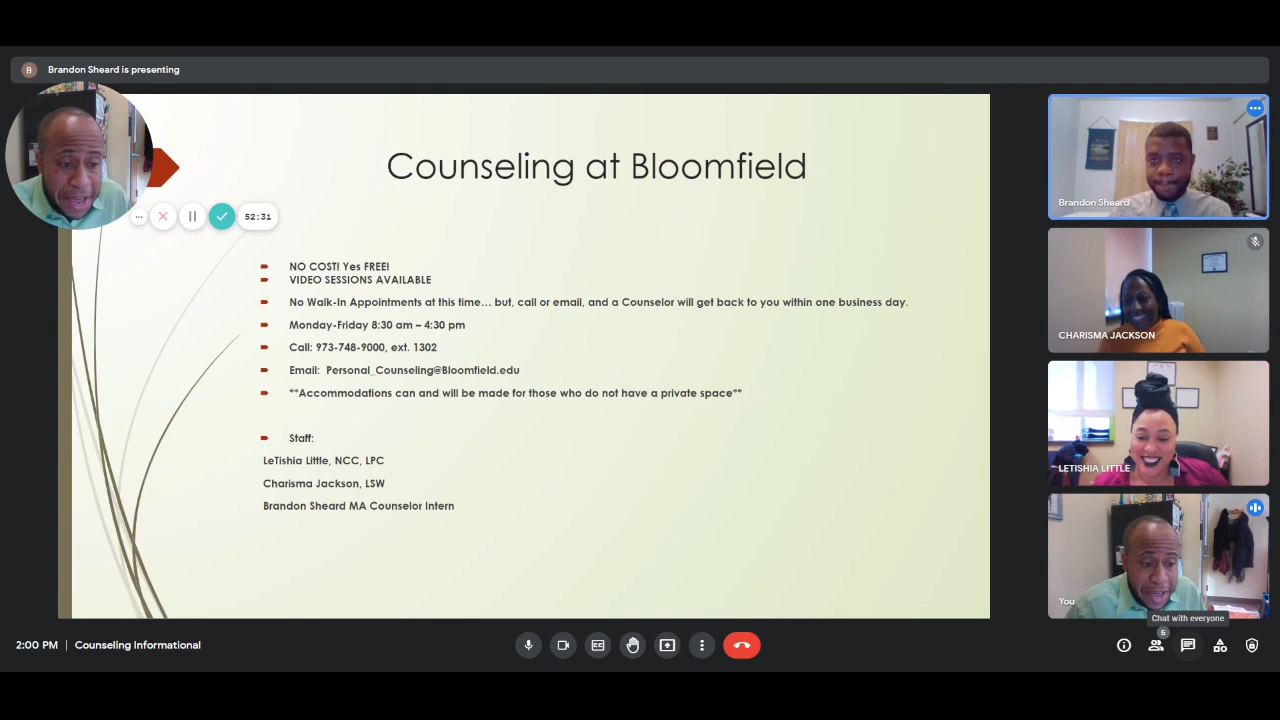 B
Brandon Sheard is presenting
Counseling at Bloomfield
52:31
NO COST! Yes FREE!
VIDEO SESSIONS AVAILABLE
No Walk-In Appointments at this time... but, call or email, and a Counselor will get back to you within one business day.
Monday-Friday 8:30 am – 4:30 pm
Call: 973-748-9000, ext. 1302
Email: Personal_Counseling@Bloomfield.edu
**Accommodations can and will be made for those who do not have a private space**
Staff:
LeTishia Little, NCC, LPC
Charisma Jackson, LSW
Brandon Sheard MA Counselor Intern
Brandon Sheard
CHARISMA JACKSON
LETISHIA LITTLE
You
Chat with everyone
5
2:00 PM | Counseling Informational
CC